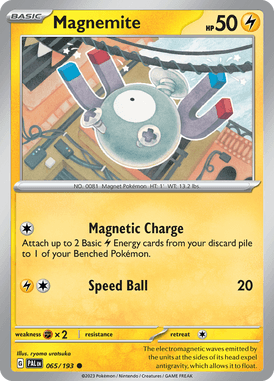 BASIC
Magnemite
HP 50
NO. 0081 Magnet Pokémon HT: 1' WT: 13.2 lbs.
Magnetic Charge
Attach up to 2 Basic Energy cards from your discard pile
to 1 of your Benched Pokémon.
Speed Ball 20
weakness ×2 resistance retreat
Illus. ryoma uratsuka
PAL EN 065/193
©2023 Pokémon / Nintendo / Creatures / GAME FREAK
The electromagnetic waves emitted by
the units at the sides of its head expel
antigravity, which allows it to float.